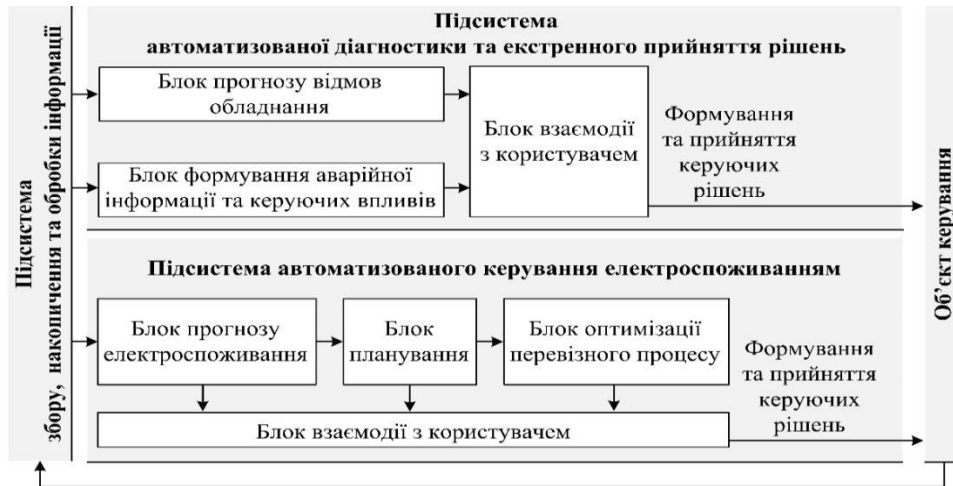 Підсистема
збору, накопичення та обробки інформації
Підсистема
автоматизованої діагностики та екстренного прийняття рішень
Блок прогнозу відмов
обладнання
Блок формування аварійної
інформації та керуючих впливів
Блок взаємодії
з користувачем
Формування
та прийняття
керуючих
рішень
Підсистема автоматизованого керування електроспоживанням
Блок прогнозу
електроспоживання
Блок
планування
Блок оптимізації
перевізного процесу
Блок взаємодії з користувачем
Формування
та прийняття
керуючих
рішень
Об’єкт керування